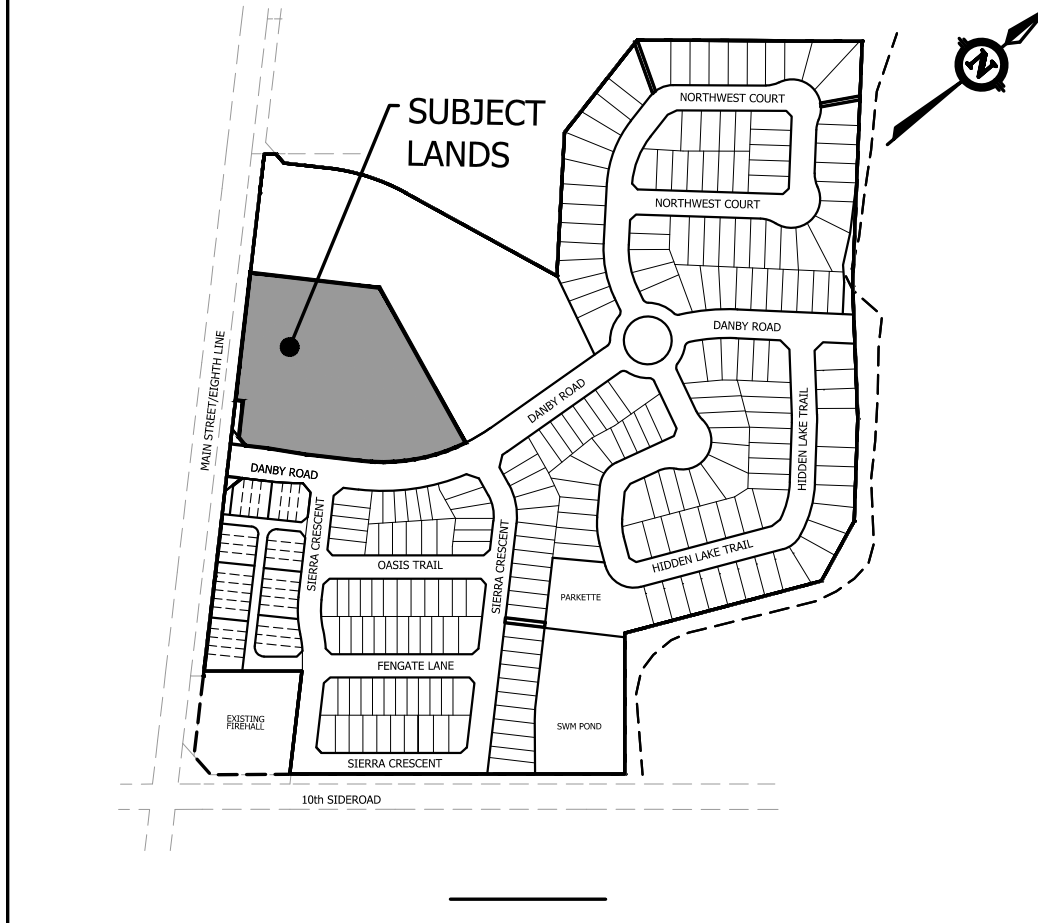 SUBJECT
LANDS
N
NORTHWEST COURT
NORTHWEST COURT
MAIN STREET/EIGHTH LINE
DANBY ROAD
DANBY ROAD
DANBY ROAD
HIDDEN LAKE TRAIL
SIERRA CRESCENT
SIERRA CRESCENT
OASIS TRAIL
HIDDEN LAKE TRAIL
PARKETTE
FENGATE LANE
EXISTING
FIREHALL
SWM POND
SIERRA CRESCENT
10th SIDEROAD